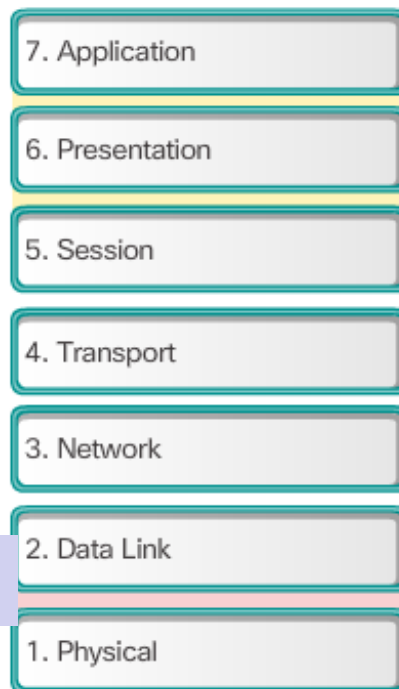 7. Application
6. Presentation
5. Session
4. Transport
3. Network
2. Data Link
1. Physical